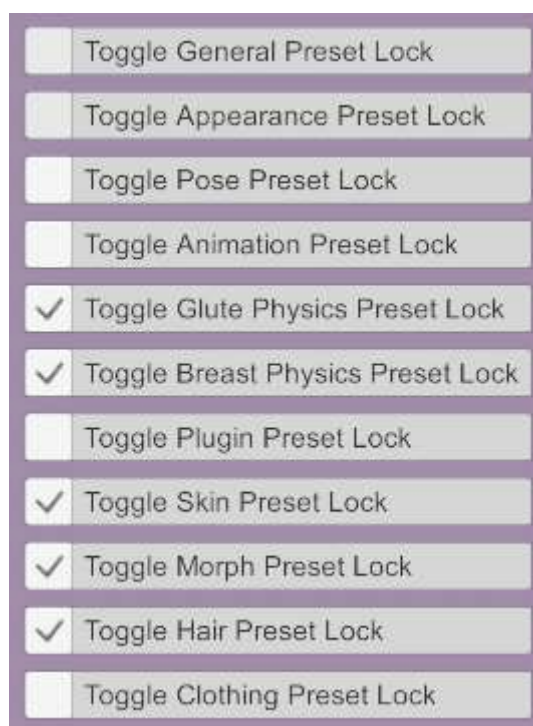 Toggle General Preset Lock
Toggle Appearance Preset Lock
Toggle Pose Preset Lock
Toggle Animation Preset Lock
Toggle Glute Physics Preset Lock
Toggle Breast Physics Preset Lock
Toggle Plugin Preset Lock
Toggle Skin Preset Lock
Toggle Morph Preset Lock
Toggle Hair Preset Lock
Toggle Clothing Preset Lock